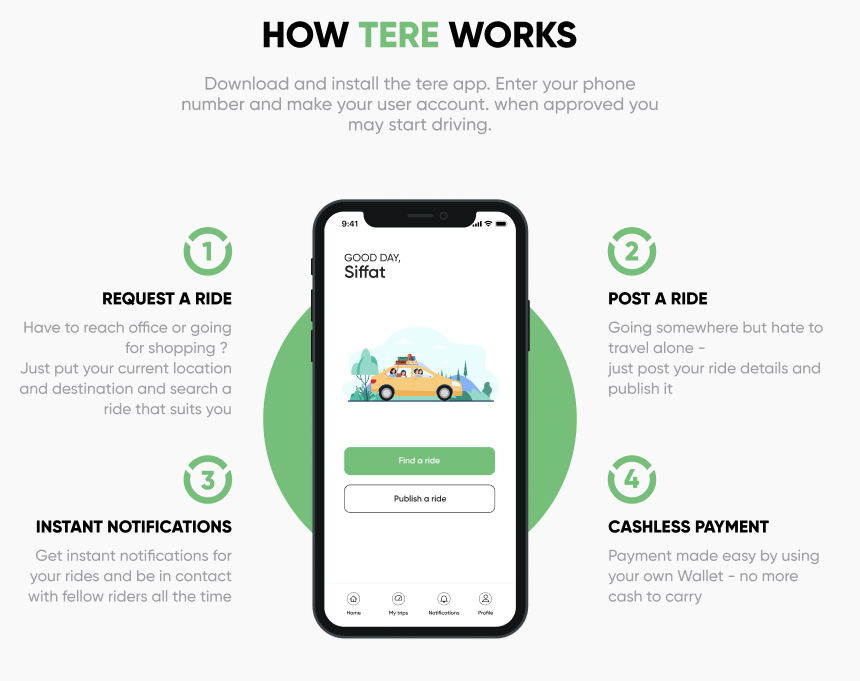 HOW TERE WORKS
Download and install the tere app. Enter your phone
number and make your user account. when approved you
may start driving.
1
REQUEST A RIDE
Have to reach office or going
for shopping ?
Just put your current location
and destination and search a
ride that suits you
2
POST A RIDE
Going somewhere but hate to
travel alone -
just post your ride details and
publish it
3
INSTANT NOTIFICATIONS
Get instant notifications for
your rides and be in contact
with fellow riders all the time
4
CASHLESS PAYMENT
Payment made easy by using
your own Wallet - no more
cash to carry
9:41
GOOD DAY,
Siffat
Find a ride
Publish a ride
Home My trips Notifications Profile